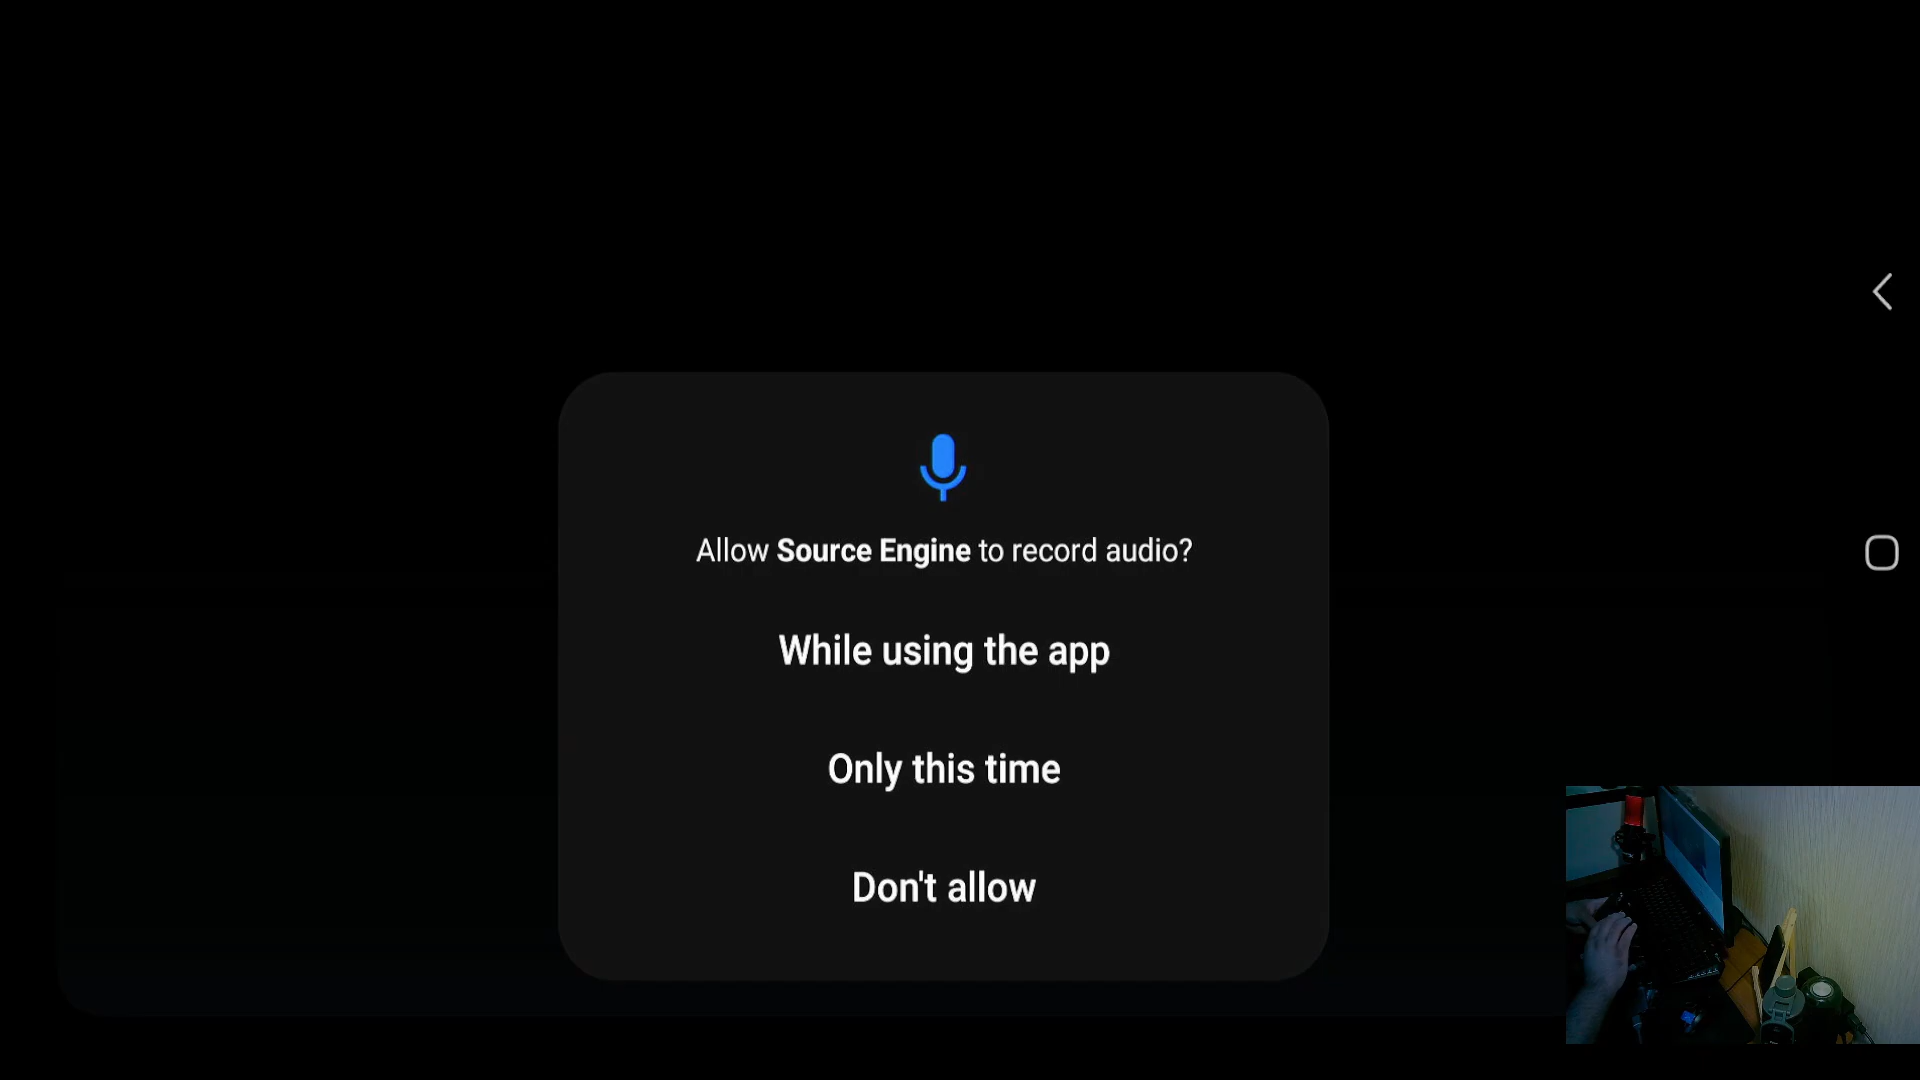 Allow Source Engine to record audio?
While using the app
Only this time
Don't allow